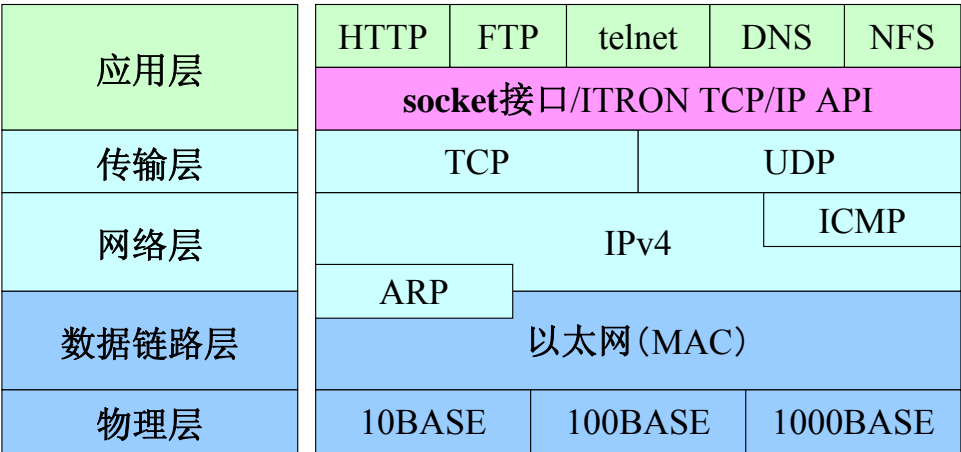 应用层
HTTP FTP telnet DNS NFS
socket接口/ITRON TCP/IP API
传输层
TCP UDP
网络层
IPv4
ICMP
ARP
数据链路层
以太网(MAC)
物理层
10BASE 100BASE 1000BASE